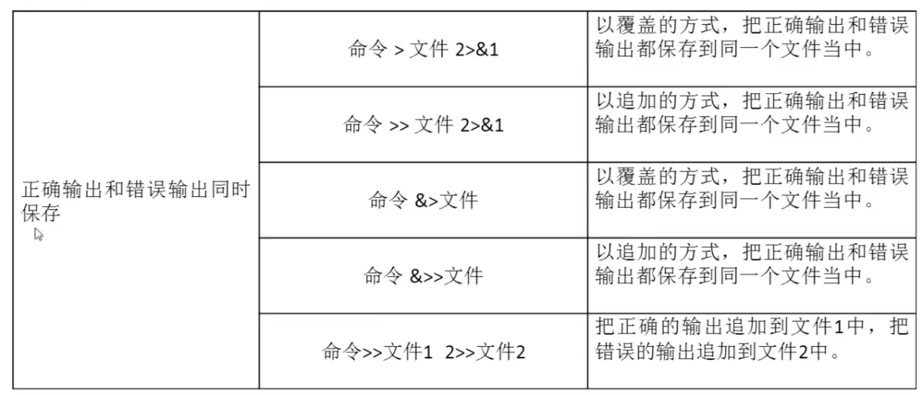 正确输出和错误输出同时
保存
命令 > 文件 2>&1
以覆盖的方式，把正确输出和错误
输出都保存到同一个文件当中。
命令 >> 文件 2>&1
以追加的方式，把正确输出和错误
输出都保存到同一个文件当中。
命令 &>文件
以覆盖的方式，把正确输出和错误
输出都保存到同一个文件当中。
命令 &>>文件
以追加的方式，把正确输出和错误
输出都保存到同一个文件当中。
命令>>文件1 2>>文件2
把正确的输出追加到文件1中，把
错误的输出追加到文件2中。